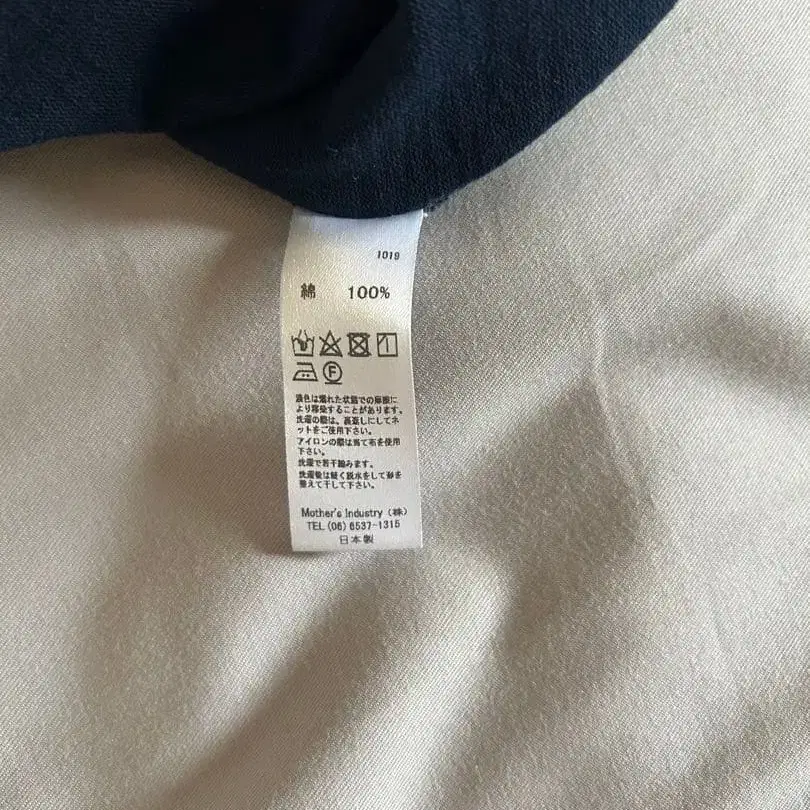 1019
綿 100%
F
濃色は濡れた状態での摩擦に
より移染することがあります。
洗濯の際は、裏返しにしてネ
ットをご使用下さい。
アイロンの際は当て布を使用
下さい。
洗濯で若干縮みます。
洗濯後は軽く脱水をして形を
整えて干して下さい。
Mother's Industry (株)
TEL (06) 6537-1315
日本製